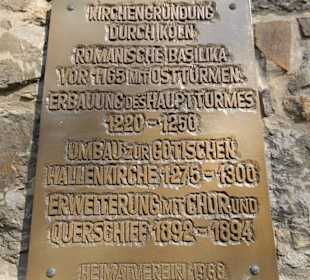 KIRCHENGRÜNDUNG
DURCH KÖLN
ROMANISCHE BASILIKA
VOR 1165 MIT OSTTÜRMEN
ERBAUUNG DES HAUPTTURMES
1220-1250
UMBAU ZUR GOTISCHEN
HALLENKIRCHE 1275-1300
ERWEITERUNG MIT CHOR UND
QUERSCHIFF 1892-1894
HEIMATVEREIN 1968